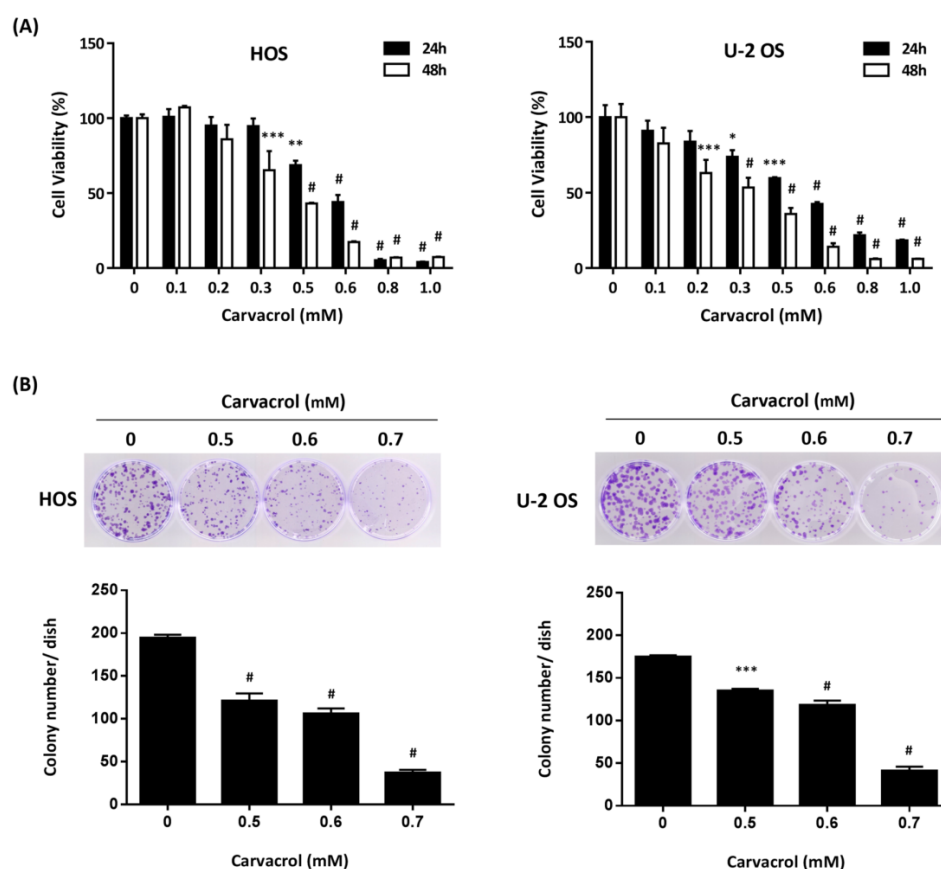 (A)
HOS
24h
48h
Cell Viability (%)
150
100
50
0
***
**
#
#
#
#
#
#
#
0 0.1 0.2 0.3 0.5 0.6 0.8 1.0
Carvacrol (mM)
U-2 OS
24h
48h
Cell Viability (%)
150
100
50
0
***
*
#
***
#
#
#
#
#
#
#
0 0.1 0.2 0.3 0.5 0.6 0.8 1.0
Carvacrol (mM)
(B)
Carvacrol (mM)
0 0.5 0.6 0.7
HOS
Colony number/ dish
250
200
150
100
50
0
#
#
#
0 0.5 0.6 0.7
Carvacrol (mM)
Carvacrol (mM)
0 0.5 0.6 0.7
U-2 OS
Colony number/ dish
250
200
150
100
50
0
***
#
#
0 0.5 0.6 0.7
Carvacrol (mM)